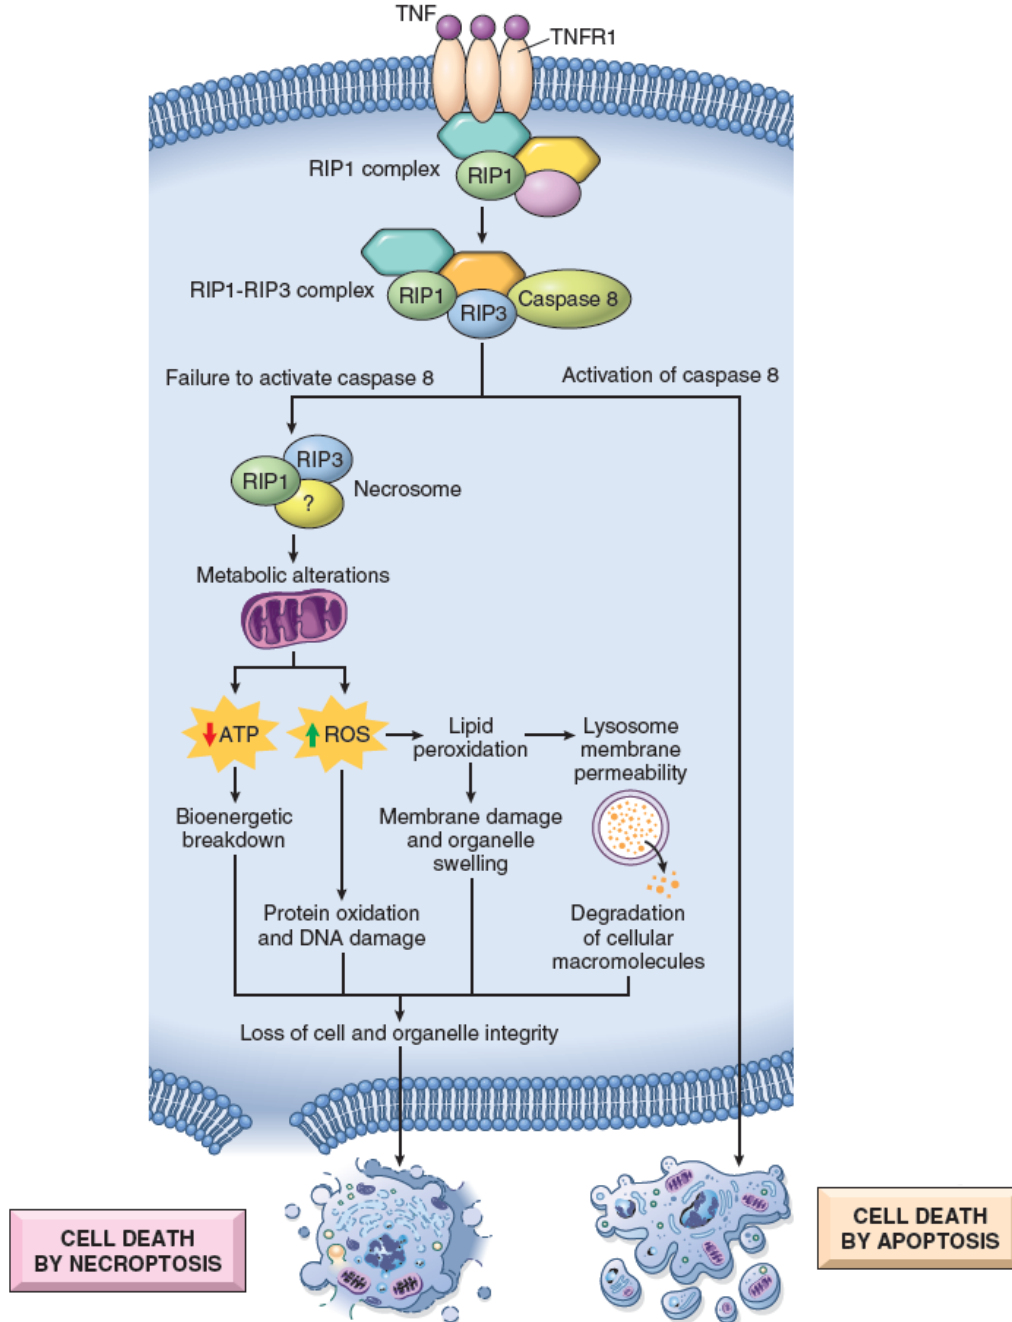 TNF
TNFR1
RIP1 complex
RIP1
RIP1-RIP3 complex
RIP1
RIP3
Caspase 8
Failure to activate caspase 8
Activation of caspase 8
RIP3
RIP1
?
Necrosome
Metabolic alterations
ATP
ROS
Lipid
peroxidation
Lysosome
membrane
permeability
Bioenergetic
breakdown
Membrane damage
and organelle
swelling
Protein oxidation
and DNA damage
Degradation
of cellular
macromolecules
Loss of cell and organelle integrity
CELL DEATH
BY NECROPTOSIS
CELL DEATH
BY APOPTOSIS